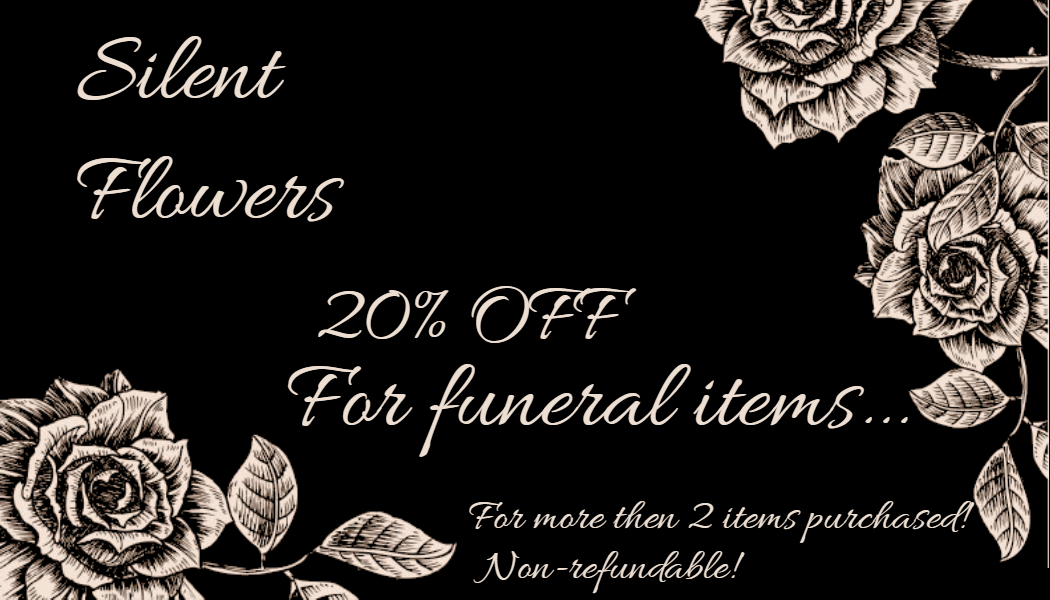 Silent
Flowers
20% OFF
For funeral items...
For more then 2 items purchased!
Non-refundable!